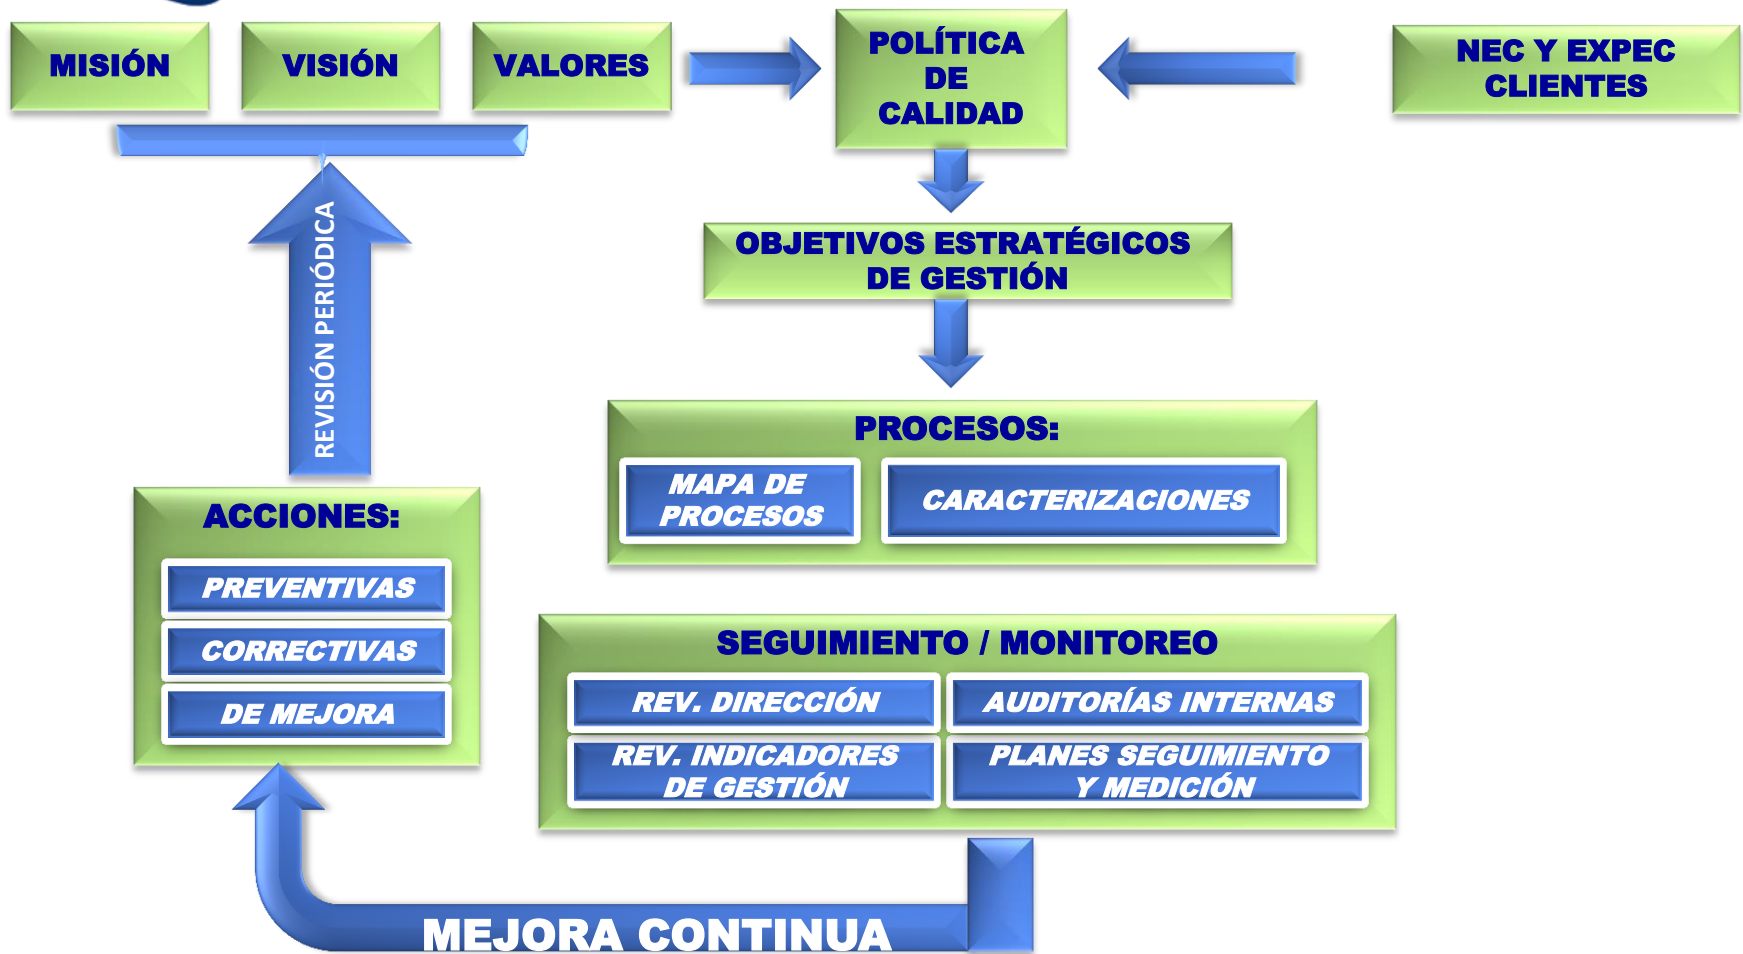 MISIÓN
VISIÓN
VALORES
POLÍTICA
DE
CALIDAD
NEC Y EXPEC
CLIENTES
OBJETIVOS ESTRATÉGICOS
DE GESTIÓN
REVISIÓN PERIÓDICA
PROCESOS:
MAPA DE
PROCESOS
CARACTERIZACIONES
ACCIONES:
PREVENTIVAS
CORRECTIVAS
DE MEJORA
SEGUIMIENTO / MONITOREO
REV. DIRECCIÓN
AUDITORÍAS INTERNAS
REV. INDICADORES
DE GESTIÓN
PLANES SEGUIMIENTO
Y MEDICIÓN
MEJORA CONTINUA